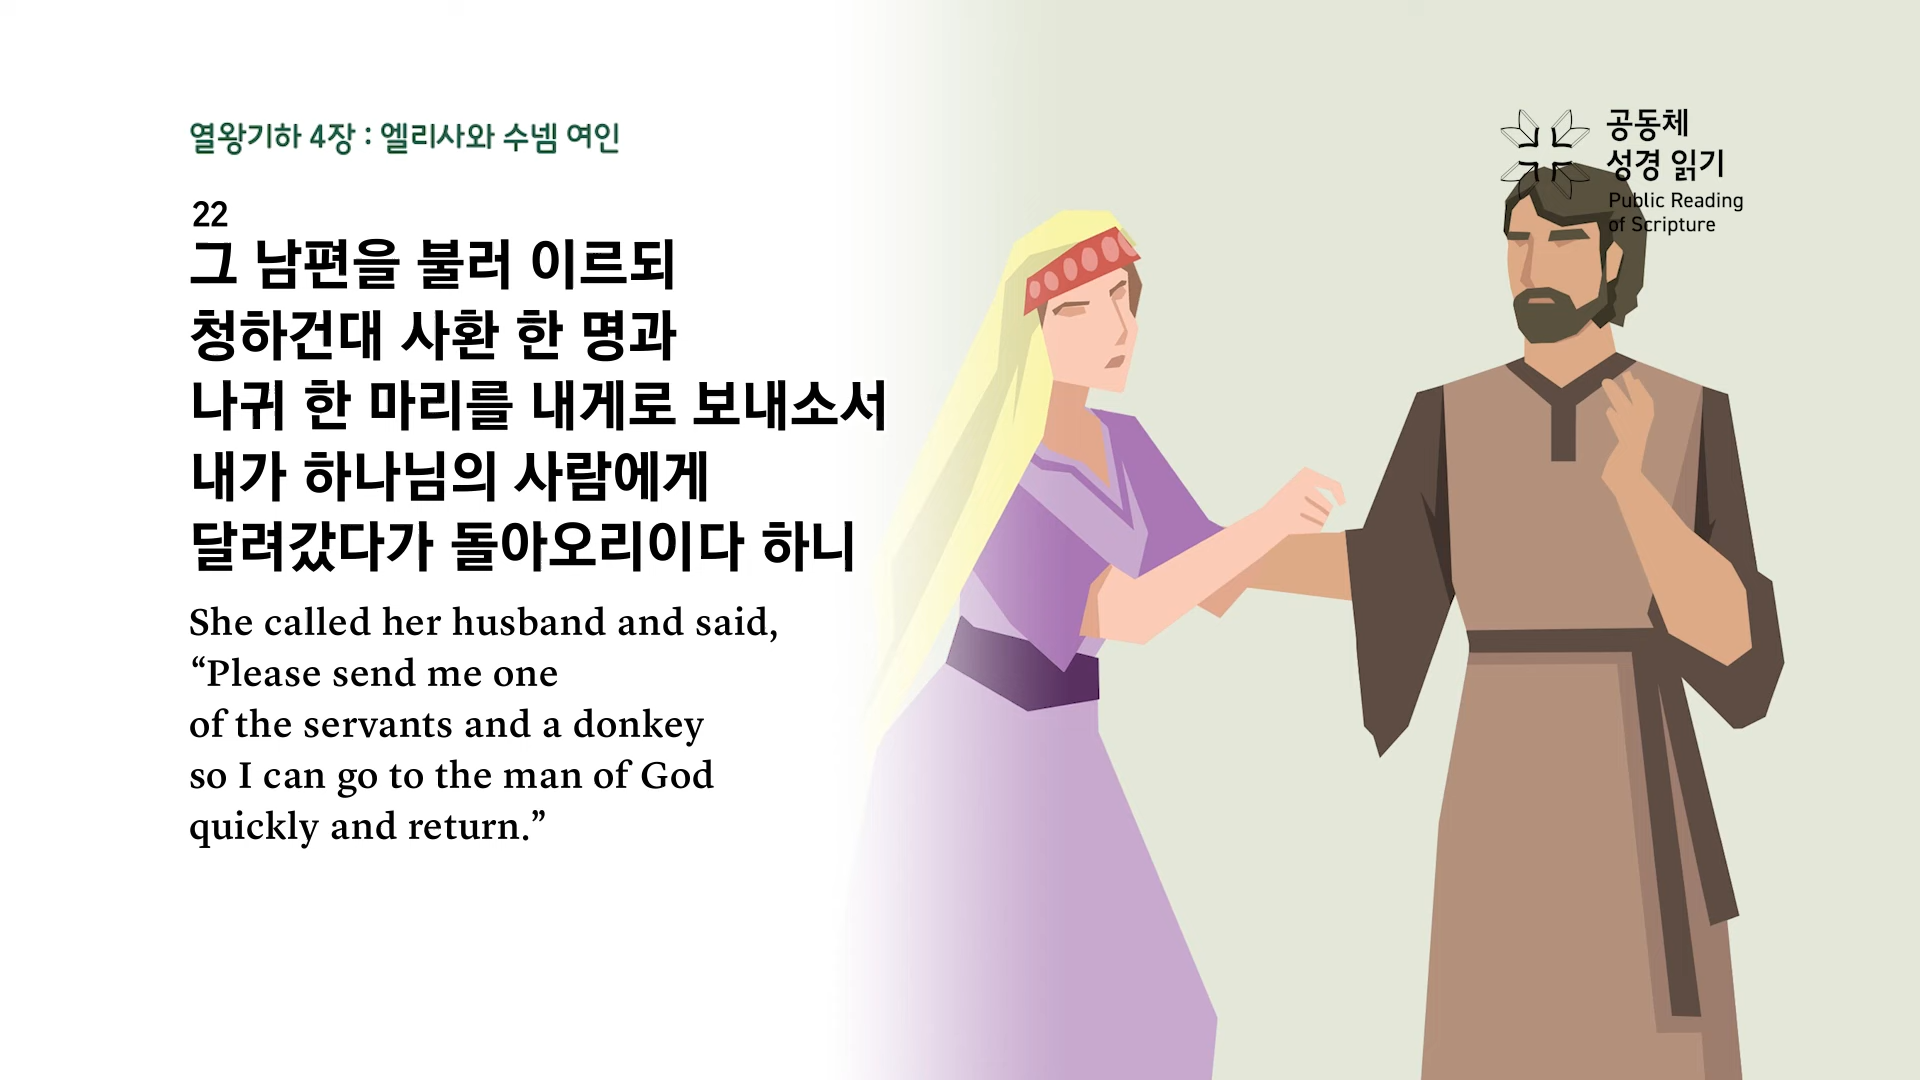 열왕기하 4장 : 엘리사와 수넴 여인
공동체
성경 읽기
Public Reading
of Scripture
22
그 남편을 불러 이르되
청하건대 사환 한 명과
나귀 한 마리를 내게로 보내소서
내가 하나님의 사람에게
달려갔다가 돌아오리이다 하니
She called her husband and said,
“Please send me one
of the servants and a donkey
so I can go to the man of God
quickly and return.”